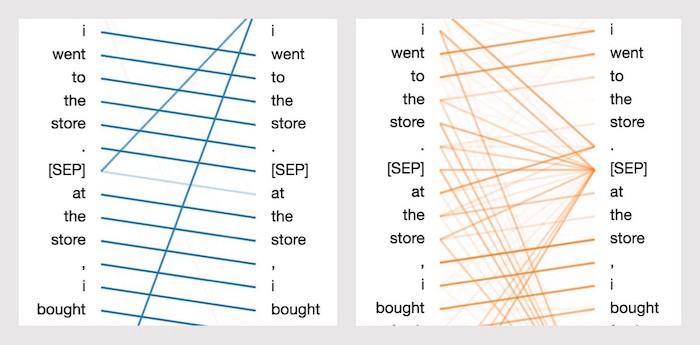 i
went
to
the
store
.
[SEP]
at
the
store
,
i
bought
i
went
to
the
store
.
[SEP]
at
the
store
,
i
bought
i
went
to
the
store
.
[SEP]
at
the
store
,
i
bought
i
went
to
the
store
.
[SEP]
at
the
store
,
i
bought